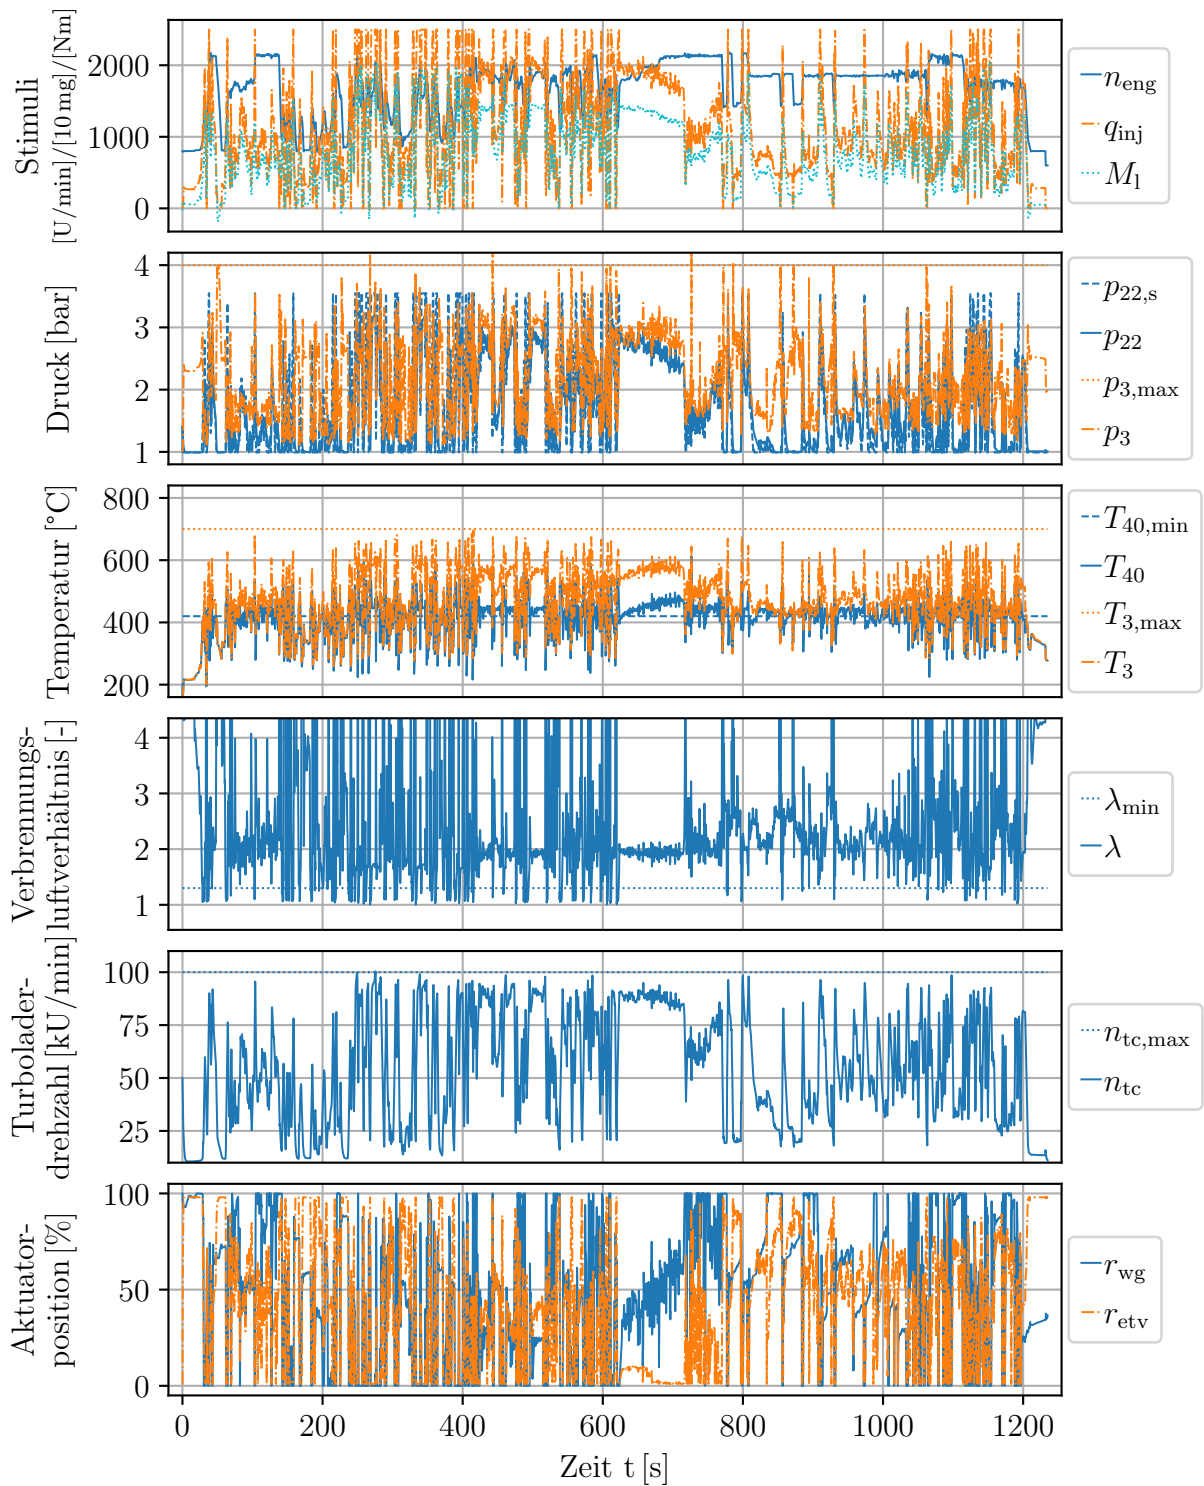 Stimuli
[U/min]/[10 mg]/[Nm]
2000
1000
0
n_eng
q_inj
M_l
Druck [bar]
4
3
2
1
p_22,s
p_22
p_3,max
p_3
Temperatur [°C]
800
600
400
200
T_40,min
T_40
T_3,max
T_3
Verbrennungs-
luftverhältnis [-]
4
3
2
1
λ_min
λ
Turbolader-
drehzahl [kU/min]
100
75
50
25
n_tc,max
n_tc
Aktuator-
position [%]
100
50
0
r_wg
r_etv
0 200 400 600 800 1000 1200
Zeit t [s]